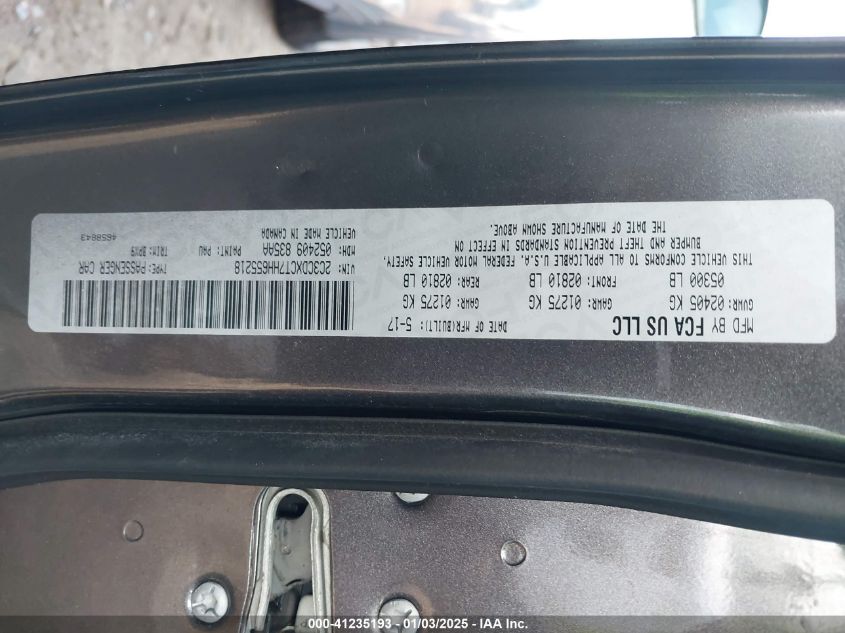 MFD BY FCA US LLC
DATE OF MFR(BUILT): 5-17
GVWR: 02405 KG
GAWR: 01275 KG
GAWR: 01275 KG
05300 LB
FRONT: 02810 LB
REAR: 02810 LB
THIS VEHICLE CONFORMS TO ALL APPLICABLE U.S.A. FEDERAL MOTOR VEHICLE SAFETY,
BUMPER AND THEFT PREVENTION STANDARDS IN EFFECT ON
THE DATE OF MANUFACTURE SHOWN ABOVE.
VIN: 2C3CDXCT7HH655218
TYPE: PASSENGER CAR
MDH: 052409 835AA
PAINT: PAU
TRIM: BPX9
VEHICLE MADE IN CANADA
4658843
000-41235193 - 01/03/2025 - IAA Inc.